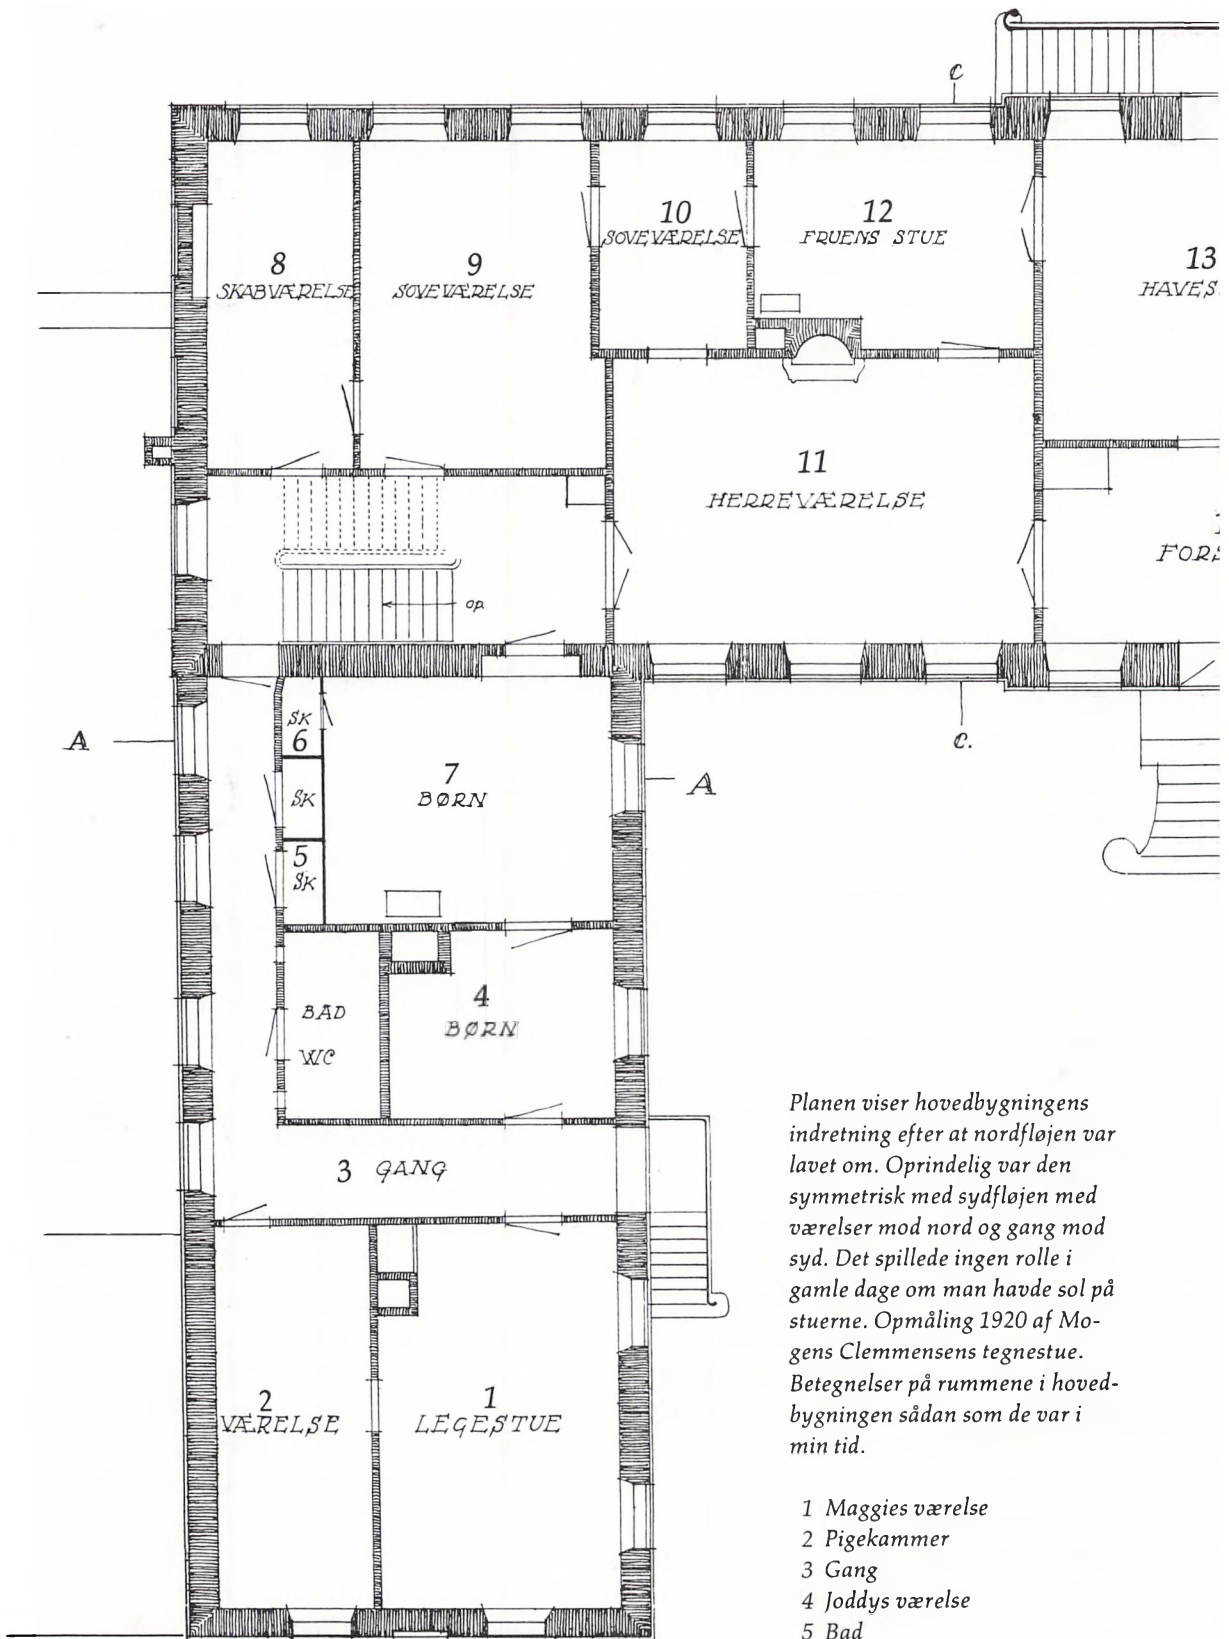 C
10
SOVEVÆRELSE
12
FRUENS STUE
8
SKABVÆRELSE
9
SOVEVÆRELSE
13
HAVES
11
HERREVÆRELSE
FORS
op.
A
SK
6
SK
5
SK
7
BØRN
A
C.
BAD
WC
4
BØRN
3 GANG
2
VÆRELSE
1
LEGESTUE
Planen viser hovedbygningens
indretning efter at nordfløjen var
lavet om. Oprindelig var den
symmetrisk med sydfløjen med
værelser mod nord og gang mod
syd. Det spillede ingen rolle i
gamle dage om man havde sol på
stuerne. Opmåling 1920 af Mo-
gens Clemmensens tegnestue.
Betegnelser på rummene i hoved-
bygningen sådan som de var i
min tid.
1 Maggies værelse
2 Pigekammer
3 Gang
4 Joddys værelse
5 Bad